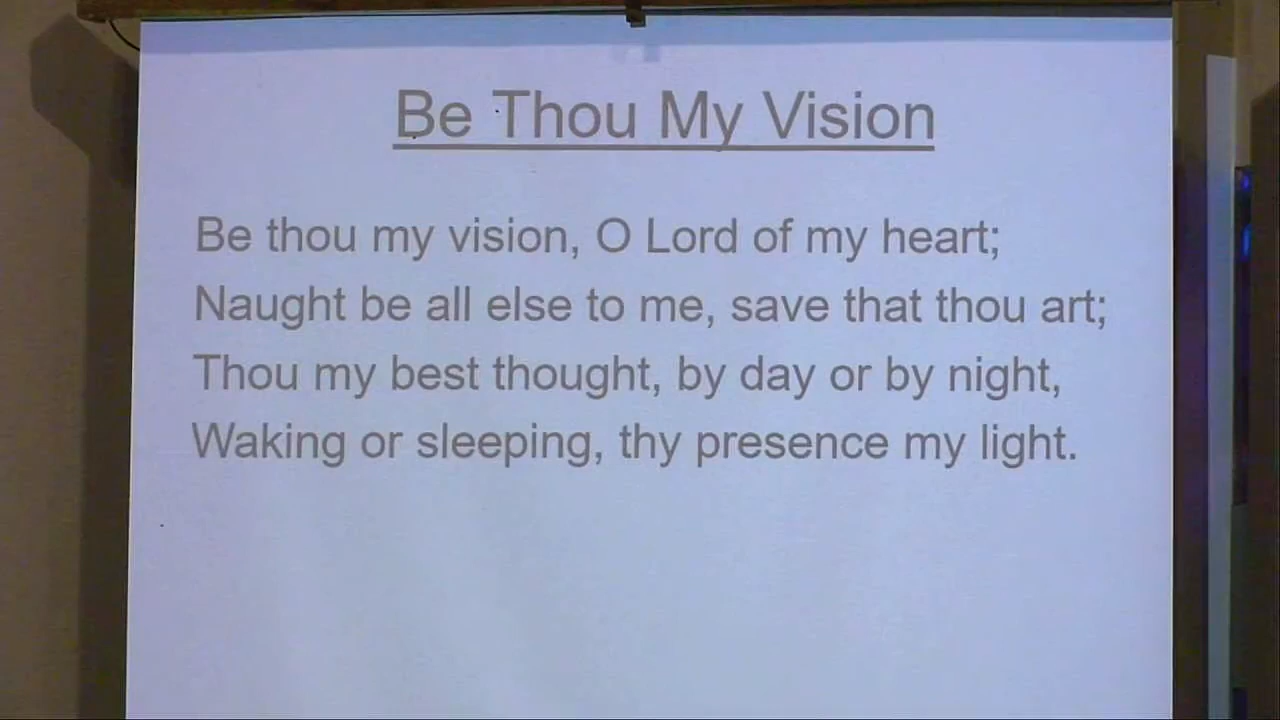 Be Thou My Vision
Be thou my vision, O Lord of my heart;
Naught be all else to me, save that thou art;
Thou my best thought, by day or by night,
Waking or sleeping, thy presence my light.